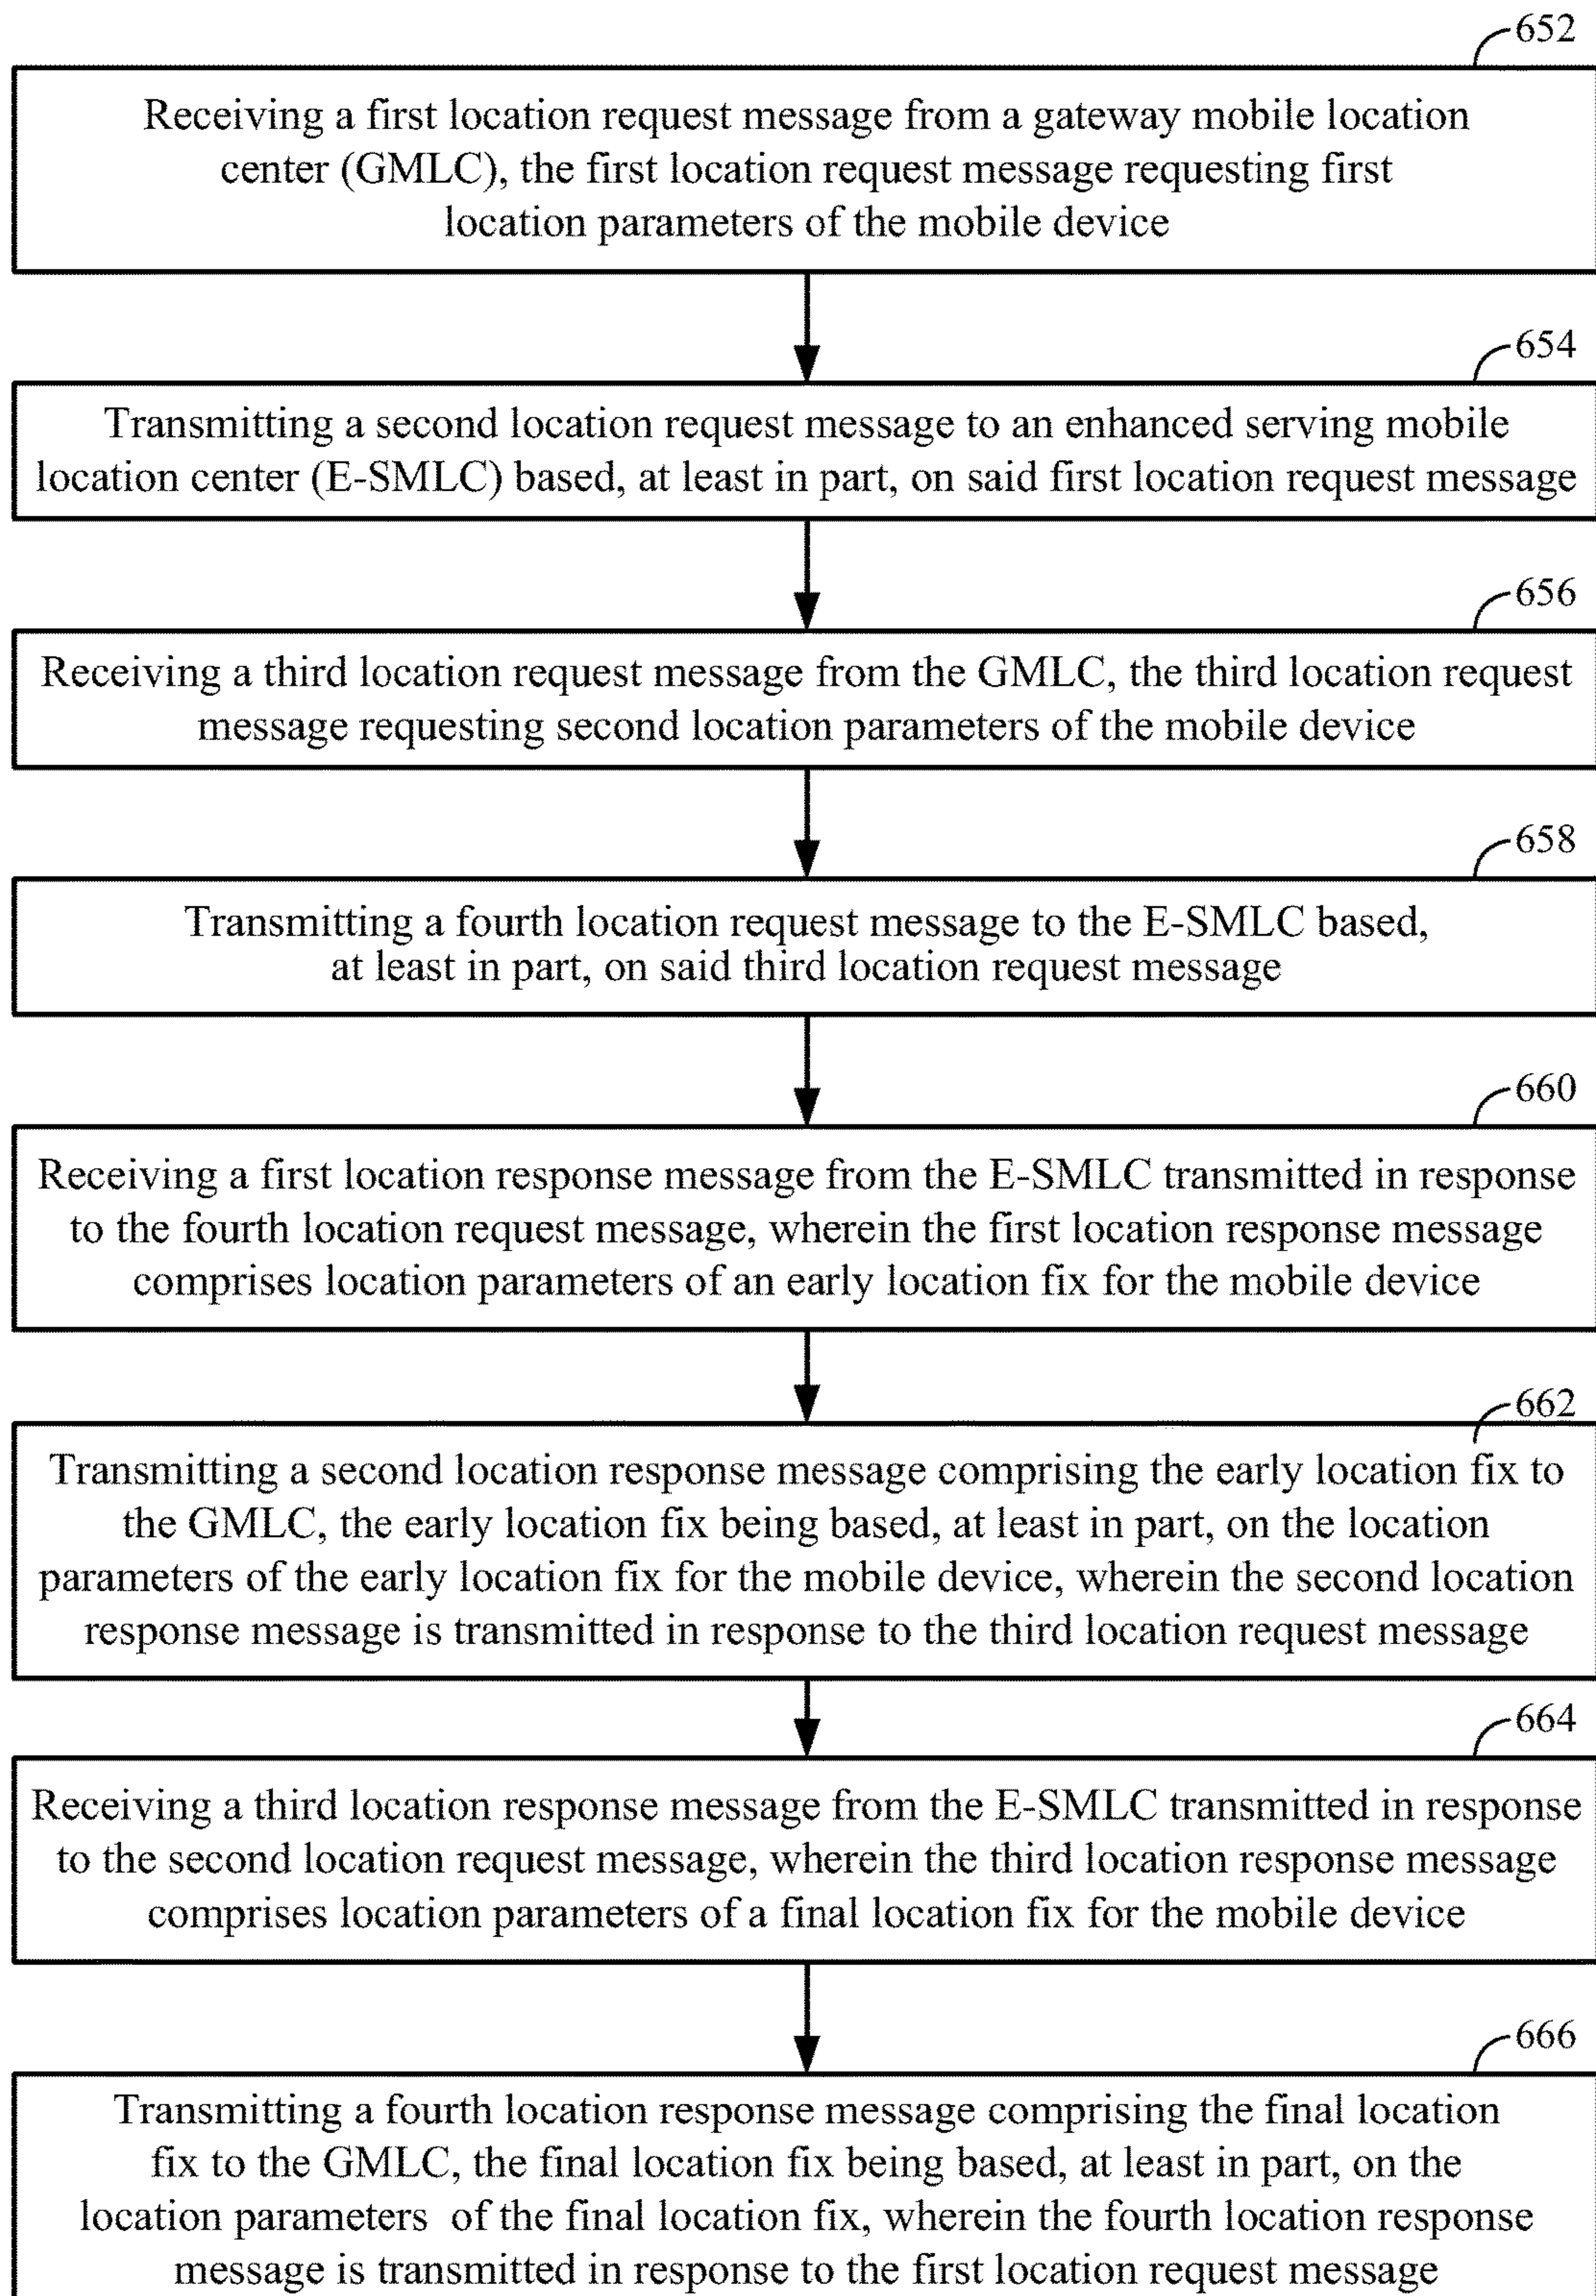 652
Receiving a first location request message from a gateway mobile location
center (GMLC), the first location request message requesting first
location parameters of the mobile device
654
Transmitting a second location request message to an enhanced serving mobile
location center (E-SMLC) based, at least in part, on said first location request message
656
Receiving a third location request message from the GMLC, the third location request
message requesting second location parameters of the mobile device
658
Transmitting a fourth location request message to the E-SMLC based,
at least in part, on said third location request message
660
Receiving a first location response message from the E-SMLC transmitted in response
to the fourth location request message, wherein the first location response message
comprises location parameters of an early location fix for the mobile device
662
Transmitting a second location response message comprising the early location fix to
the GMLC, the early location fix being based, at least in part, on the location
parameters of the early location fix for the mobile device, wherein the second location
response message is transmitted in response to the third location request message
664
Receiving a third location response message from the E-SMLC transmitted in response
to the second location request message, wherein the third location response message
comprises location parameters of a final location fix for the mobile device
666
Transmitting a fourth location response message comprising the final location
fix to the GMLC, the final location fix being based, at least in part, on the
location parameters of the final location fix, wherein the fourth location response
message is transmitted in response to the first location request message